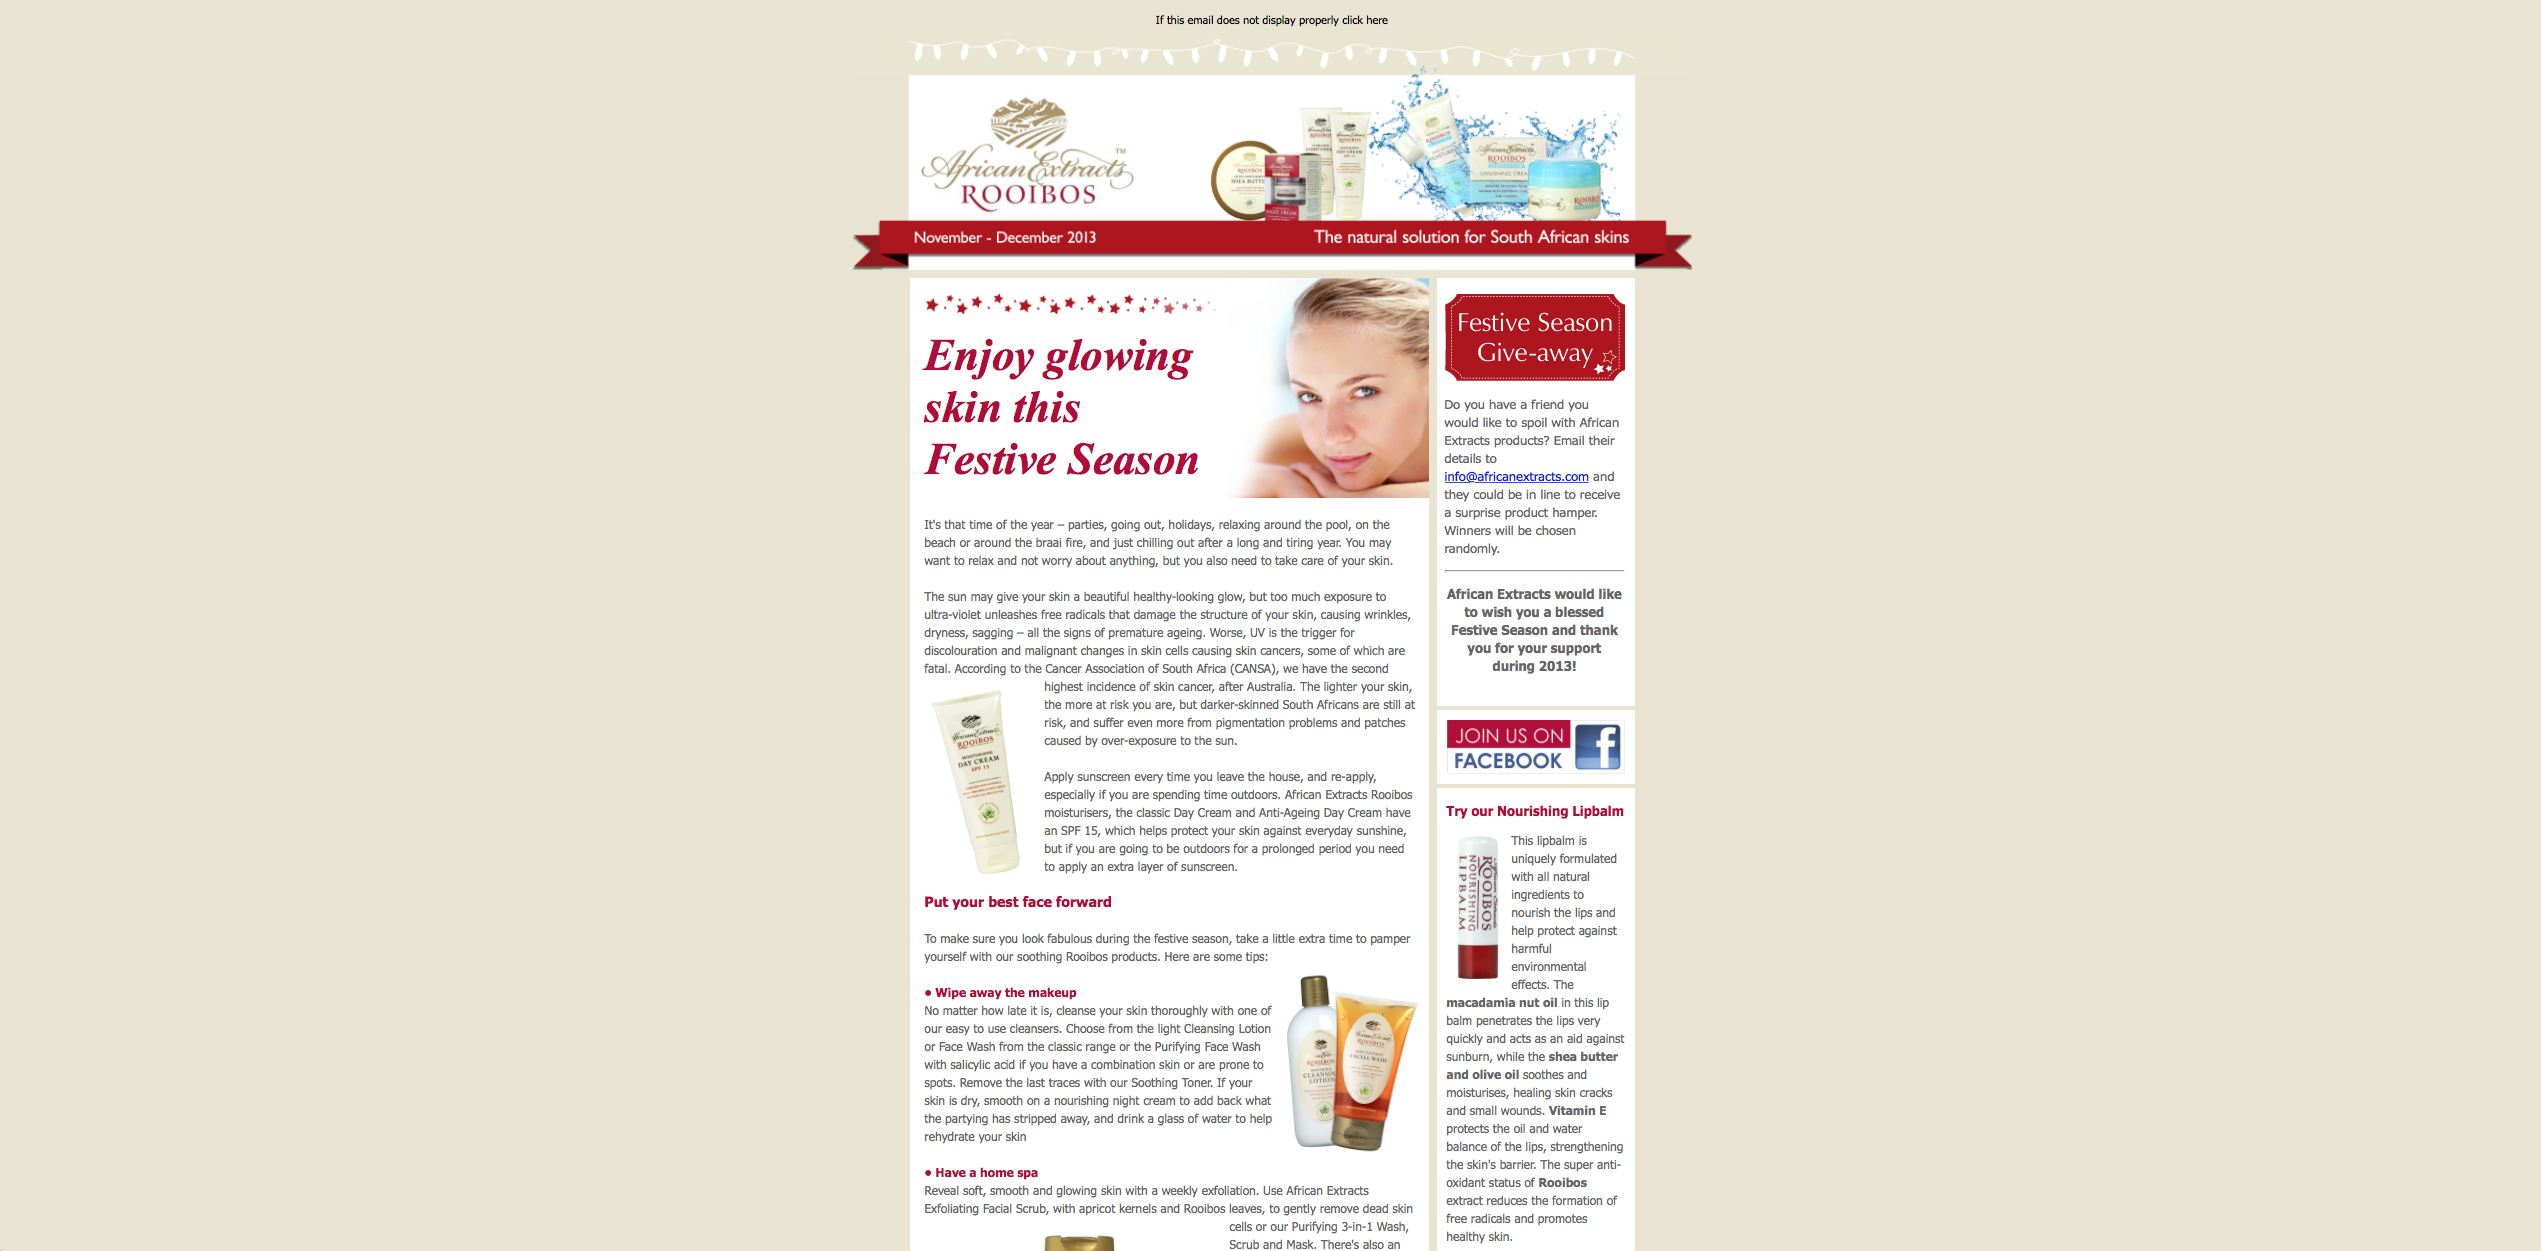 If this email does not display properly click here
African Extracts™
ROOIBOS
November - December 2013
The natural solution for South African skins
Enjoy glowing
skin this
Festive Season
It's that time of the year – parties, going out, holidays, relaxing around the pool, on the
beach or around the braai fire, and just chilling out after a long and tiring year. You may
want to relax and not worry about anything, but you also need to take care of your skin.
The sun may give your skin a beautiful healthy-looking glow, but too much exposure to
ultra-violet unleashes free radicals that damage the structure of your skin, causing wrinkles,
dryness, sagging – all the signs of premature ageing. Worse, UV is the trigger for
discolouration and malignant changes in skin cells causing skin cancers, some of which are
fatal. According to the Cancer Association of South Africa (CANSA), we have the second
highest incidence of skin cancer, after Australia. The lighter your skin,
the more at risk you are, but darker-skinned South Africans are still at
risk, and suffer even more from pigmentation problems and patches
caused by over-exposure to the sun.
African Extracts
ROOIBOS
MOISTURISING
DAY CREAM
SPF 15
Apply sunscreen every time you leave the house, and re-apply,
especially if you are spending time outdoors. African Extracts Rooibos
moisturisers, the classic Day Cream and Anti-Ageing Day Cream have
an SPF 15, which helps protect your skin against everyday sunshine,
but if you are going to be outdoors for a prolonged period you need
to apply an extra layer of sunscreen.
Put your best face forward
To make sure you look fabulous during the festive season, take a little extra time to pamper
yourself with our soothing Rooibos products. Here are some tips:
• Wipe away the makeup
No matter how late it is, cleanse your skin thoroughly with one of
our easy to use cleansers. Choose from the light Cleansing Lotion
or Face Wash from the classic range or the Purifying Face Wash
with salicylic acid if you have a combination skin or are prone to
spots. Remove the last traces with our Soothing Toner. If your
skin is dry, smooth on a nourishing night cream to add back what
the partying has stripped away, and drink a glass of water to help
rehydrate your skin
ROOIBOS
CLEANSING
LOTION
ROOIBOS
FACIAL WASH
• Have a home spa
Reveal soft, smooth and glowing skin with a weekly exfoliation. Use African Extracts
Exfoliating Facial Scrub, with apricot kernels and Rooibos leaves, to gently remove dead skin
cells or our Purifying 3-in-1 Wash,
Scrub and Mask. There's also an
Festive Season
Give-away
Do you have a friend you
would like to spoil with African
Extracts products? Email their
details to
info@africanextracts.com and
they could be in line to receive
a surprise product hamper.
Winners will be chosen
randomly.
African Extracts would like
to wish you a blessed
Festive Season and thank
you for your support
during 2013!
JOIN US ON
FACEBOOK
Try our Nourishing Lipbalm
ROOIBOS
NOURISHING
LIPBALM
This lipbalm is
uniquely formulated
with all natural
ingredients to
nourish the lips and
help protect against
harmful
environmental
effects. The
macadamia nut oil in this lip
balm penetrates the lips very
quickly and acts as an aid against
sunburn, while the shea butter
and olive oil soothes and
moisturises, healing skin cracks
and small wounds. Vitamin E
protects the oil and water
balance of the lips, strengthening
the skin's barrier. The super anti-
oxidant status of Rooibos
extract reduces the formation of
free radicals and promotes
healthy skin.